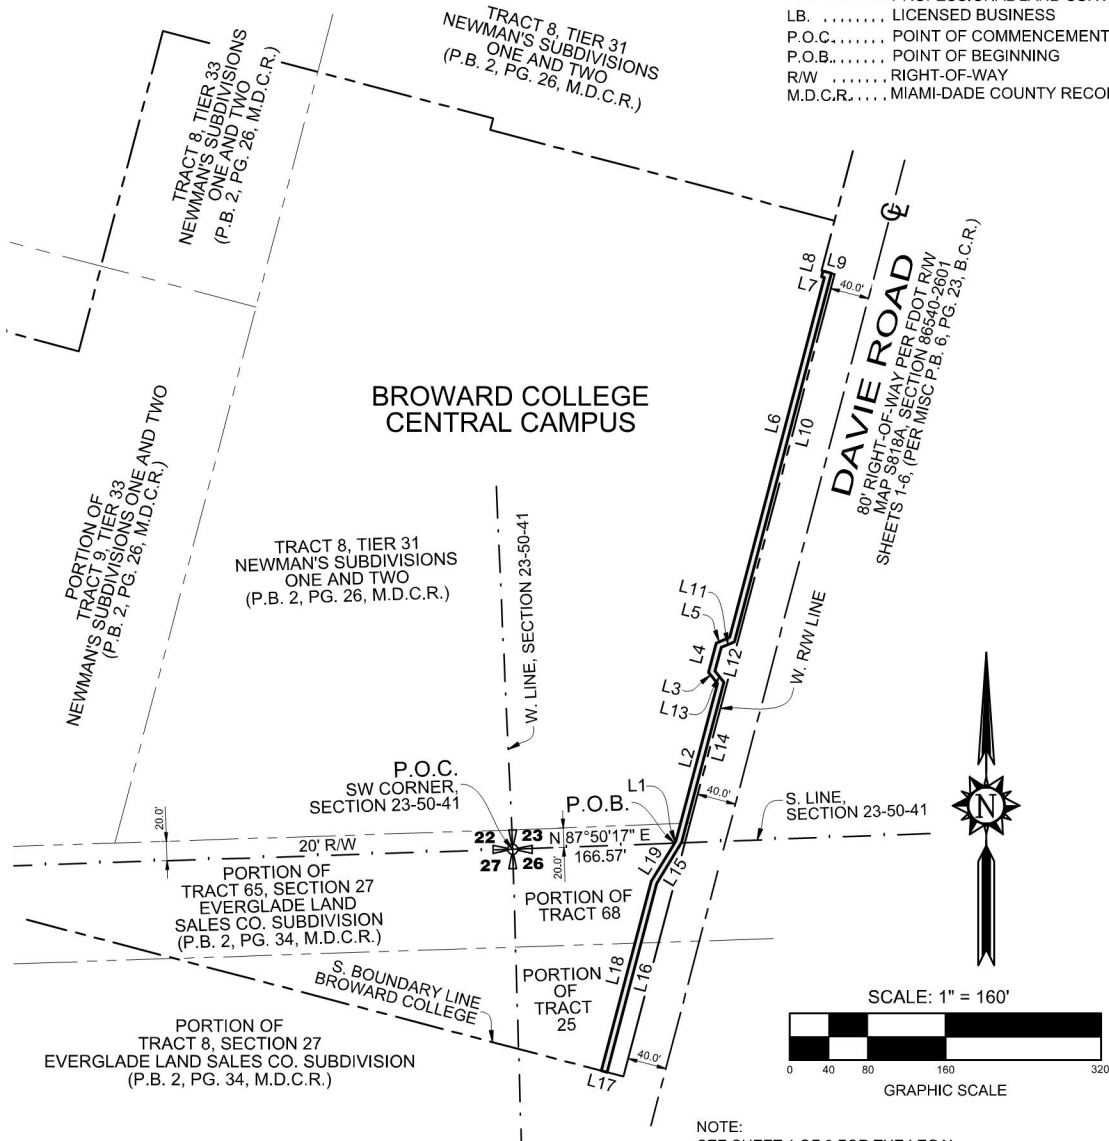 LB. ........ LICENSED BUSINESS
P.O.C....... POINT OF COMMENCEMENT
P.O.B....... POINT OF BEGINNING
R/W ....... RIGHT-OF-WAY
M.D.C.R..... MIAMI-DADE COUNTY
TRACT 8, TIER 31
NEWMAN'S SUBDIVISIONS
ONE AND TWO
(P.B. 2, PG. 26, M.D.C.R.)
TRACT 8, TIER 33
NEWMAN'S SUBDIVISIONS
ONE AND TWO
(P.B. 2, PG. 26, M.D.C.R.)
CL
L8
L9
L7
40.0'
DAVIE ROAD
80' RIGHT-OF-WAY PER FDOT R/W
MAP S818A, SECTION 86540-2601
SHEETS 1-6, (PER MISC P.B. 6, PG. 23, B.C.R.)
BROWARD COLLEGE
CENTRAL CAMPUS
L6
L10
PORTION OF
TRACT 9, TIER 33
NEWMAN'S SUBDIVISIONS ONE AND TWO
(P.B. 2, PG. 26, M.D.C.R.)
TRACT 8, TIER 31
NEWMAN'S SUBDIVISIONS
ONE AND TWO
(P.B. 2, PG. 26, M.D.C.R.)
W. LINE, SECTION 23-50-41
L11
L5
L4
L12
L3
L13
W. R/W LINE
L2
L14
P.O.C.
SW CORNER,
SECTION 23-50-41
L1
P.O.B.
40.0'
S. LINE,
SECTION 23-50-41
N
20.0'
20' R/W
22 23
27 26
N 87°50'17" E
166.57'
20.0'
L19
L15
PORTION OF
TRACT 65, SECTION 27
EVERGLADE LAND
SALES CO. SUBDIVISION
(P.B. 2, PG. 34, M.D.C.R.)
PORTION OF
TRACT 68
S. BOUNDARY LINE
BROWARD COLLEGE
PORTION
OF
TRACT
25
L18
L16
PORTION OF
TRACT 8, SECTION 27
EVERGLADE LAND SALES CO. SUBDIVISION
(P.B. 2, PG. 34, M.D.C.R.)
40.0'
L17
SCALE: 1" = 160'
0 40 80 160 320
GRAPHIC SCALE
NOTE: